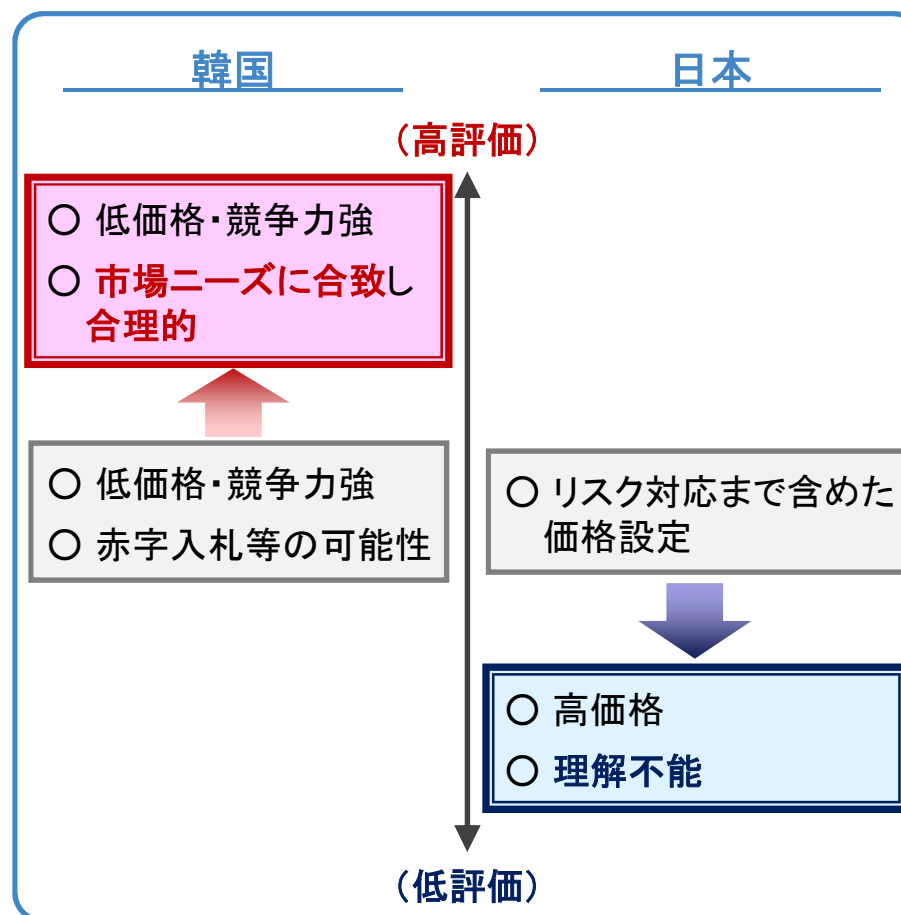 韓国
日本
(高評価)
○ 低価格・競争力強
○ 市場ニーズに合致し
合理的
○ 低価格・競争力強
○ 赤字入札等の可能性
○ リスク対応まで含めた
価格設定
○ 高価格
○ 理解不能
(低評価)